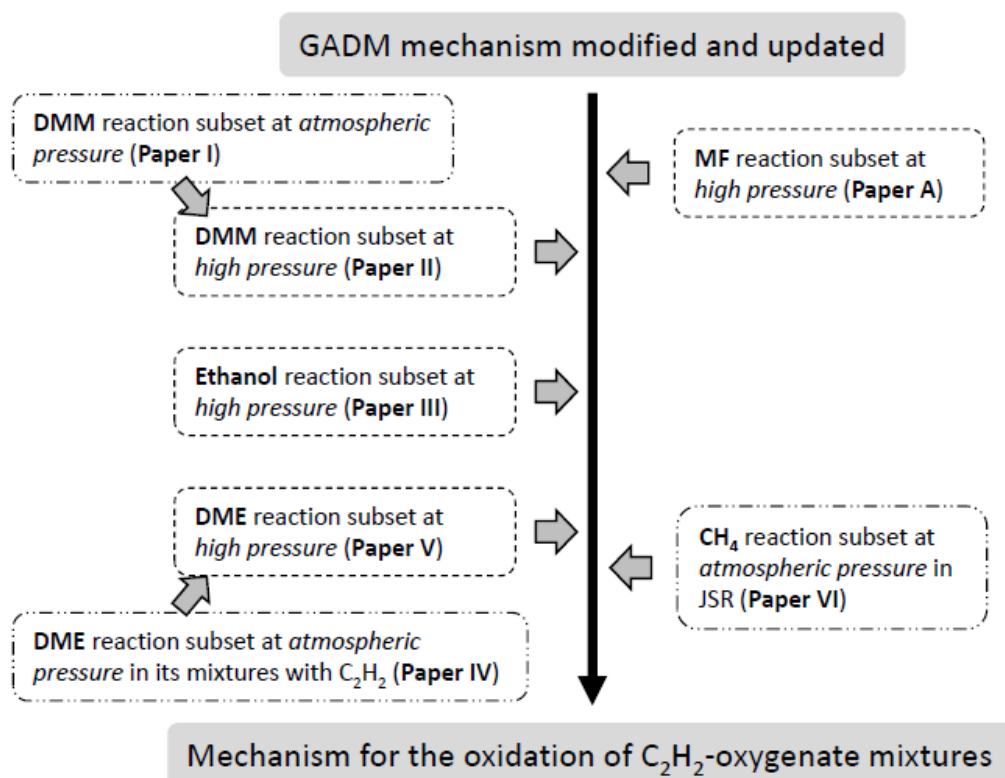 GADM mechanism modified and updated
DMM reaction subset at atmospheric
pressure (Paper I)
MF reaction subset at
high pressure (Paper A)
DMM reaction subset at
high pressure (Paper II)
Ethanol reaction subset at
high pressure (Paper III)
DME reaction subset at
high pressure (Paper V)
CH₄ reaction subset at
atmospheric pressure in
JSR (Paper VI)
DME reaction subset at atmospheric
pressure in its mixtures with C₂H₂ (Paper IV)
Mechanism for the oxidation of C₂H₂-oxygenate mixtures